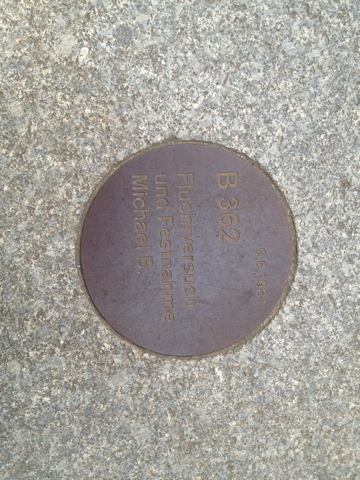 B 362
Fluchtversuch
und Festnahme
Michael B.